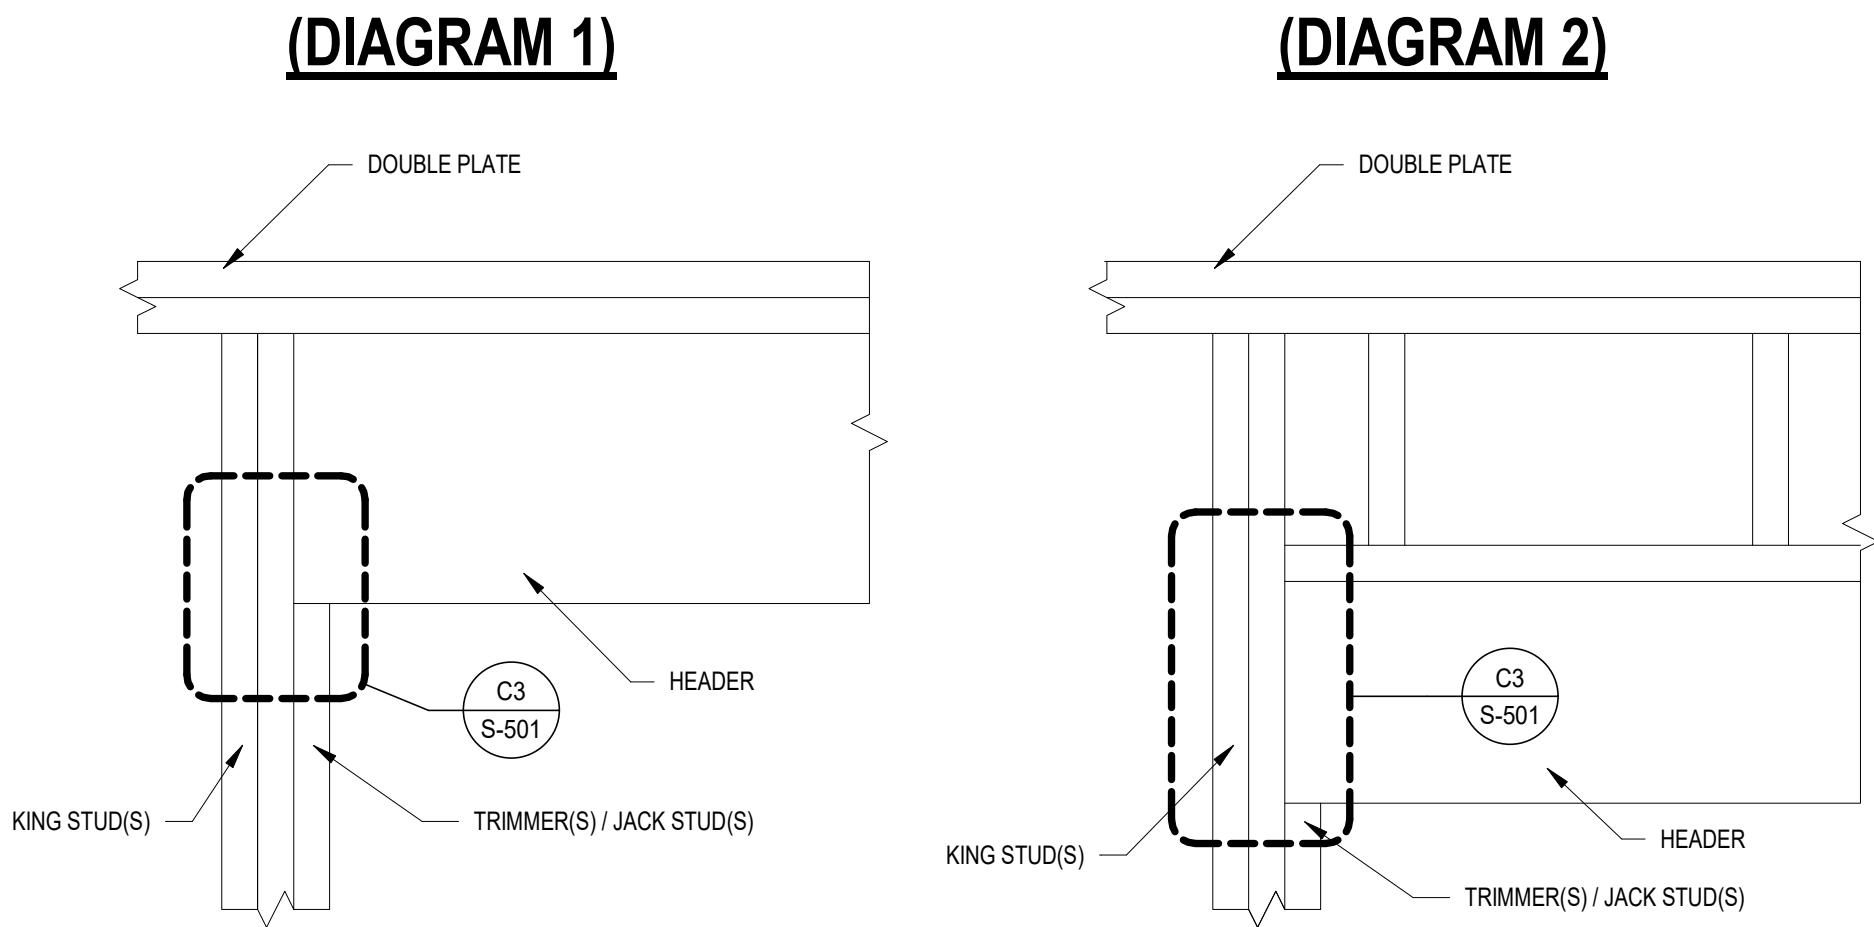 (DIAGRAM 1)
DOUBLE PLATE
HEADER
C3
S-501
KING STUD(S)
TRIMMER(S) / JACK STUD(S)
(DIAGRAM 2)
DOUBLE PLATE
C3
S-501
HEADER
KING STUD(S)
TRIMMER(S) / JACK STUD(S)